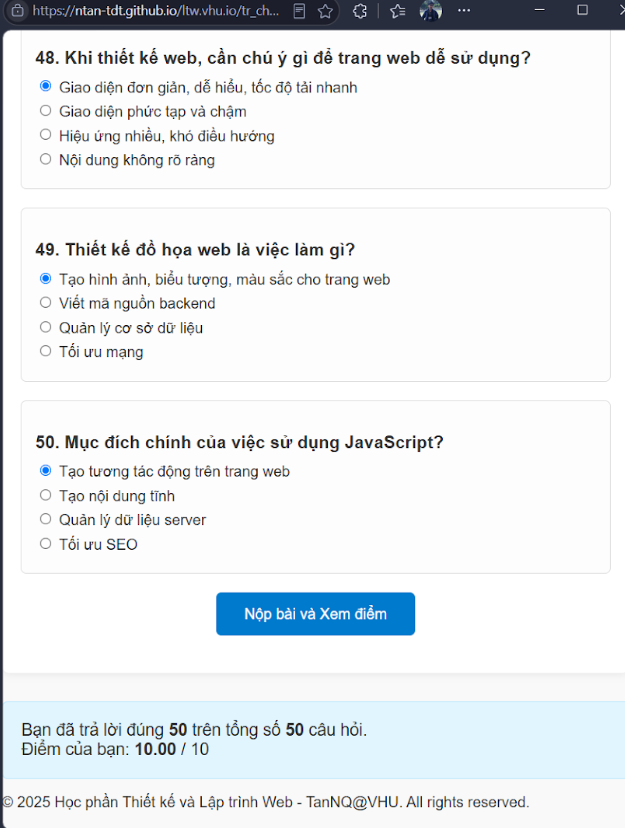 https://ntan-tdt.github.io/ltw.vhu.io/tr_ch...
48. Khi thiết kế web, cần chú ý gì để trang web dễ sử dụng?
Giao diện đơn giản, dễ hiểu, tốc độ tải nhanh
Giao diện phức tạp và chậm
Hiệu ứng nhiều, khó điều hướng
Nội dung không rõ ràng
49. Thiết kế đồ họa web là việc làm gì?
Tạo hình ảnh, biểu tượng, màu sắc cho trang web
Viết mã nguồn backend
Quản lý cơ sở dữ liệu
Tối ưu mạng
50. Mục đích chính của việc sử dụng JavaScript?
Tạo tương tác động trên trang web
Tạo nội dung tĩnh
Quản lý dữ liệu server
Tối ưu SEO
Nộp bài và Xem điểm
Bạn đã trả lời đúng 50 trên tổng số 50 câu hỏi.
Điểm của bạn: 10.00 / 10
© 2025 Học phần Thiết kế và Lập trình Web - TanNQ@VHU. All rights reserved.